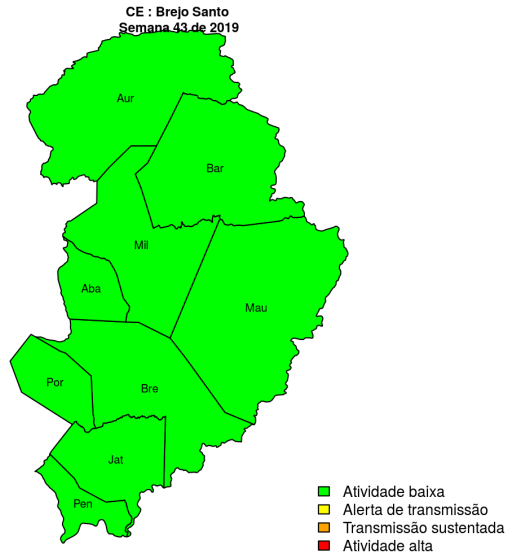 CE : Brejo Santo
Semana 43 de 2019
Aur
Bar
Mil
Aba
Mau
Por
Bre
Jat
Pen
Atividade baixa
Alerta de transmissão
Transmissão sustentada
Atividade alta